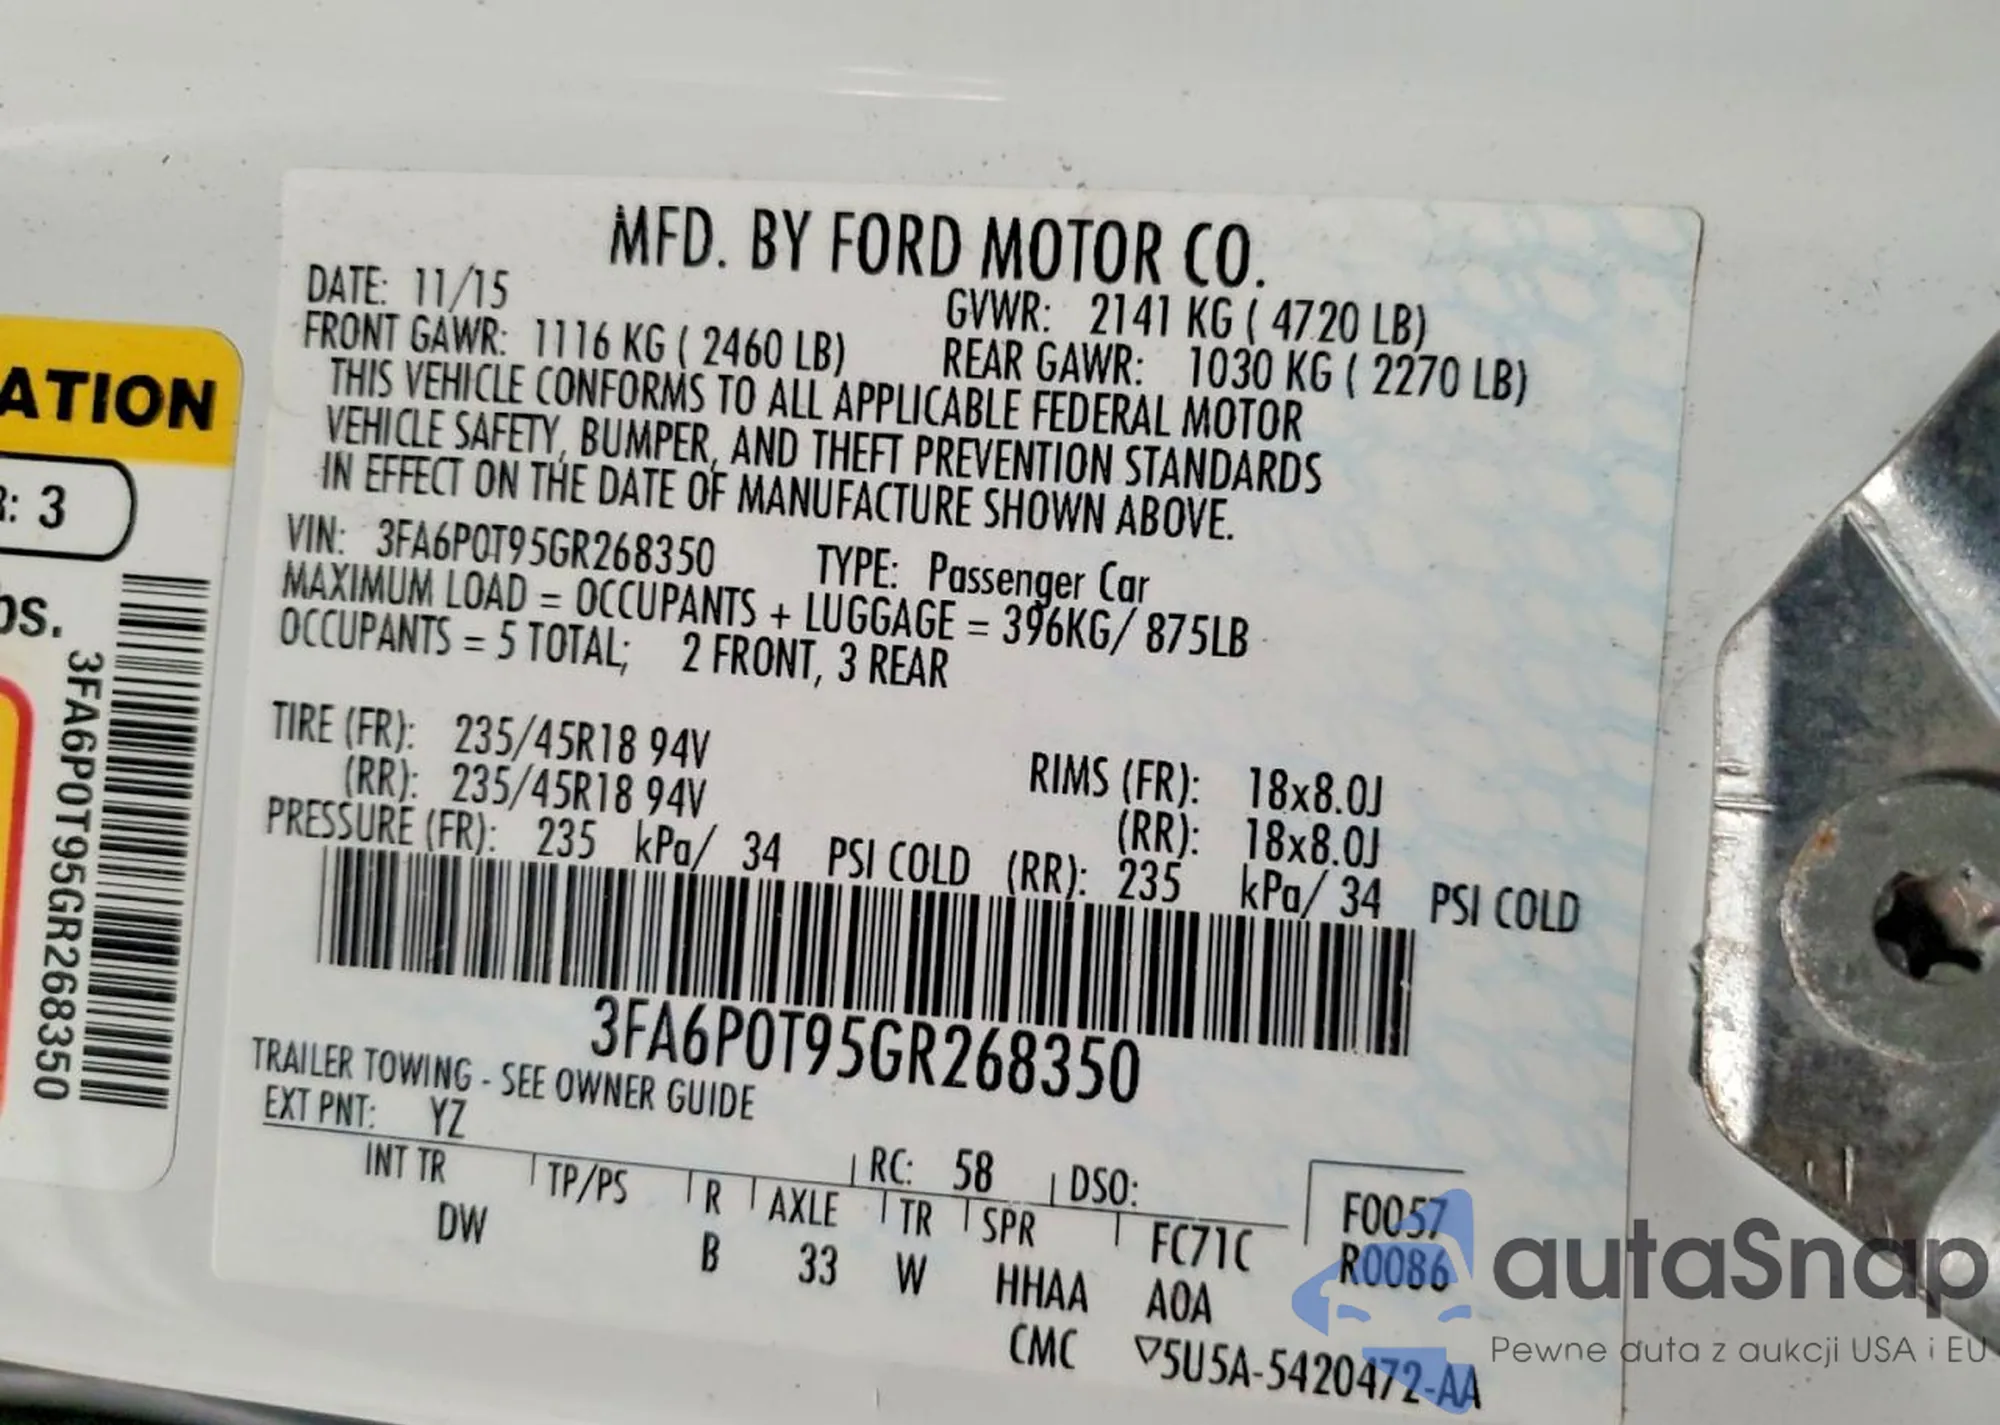 ATION
R: 3
bs.
3FA6P0T95GR268350
MFD. BY FORD MOTOR CO.
DATE: 11/15 GVWR: 2141 KG ( 4720 LB)
FRONT GAWR: 1116 KG ( 2460 LB) REAR GAWR: 1030 KG ( 2270 LB)
THIS VEHICLE CONFORMS TO ALL APPLICABLE FEDERAL MOTOR
VEHICLE SAFETY, BUMPER, AND THEFT PREVENTION STANDARDS
IN EFFECT ON THE DATE OF MANUFACTURE SHOWN ABOVE.
VIN: 3FA6P0T95GR268350 TYPE: Passenger Car
MAXIMUM LOAD = OCCUPANTS + LUGGAGE = 396KG/ 875LB
OCCUPANTS = 5 TOTAL; 2 FRONT, 3 REAR
TIRE (FR): 235/45R18 94V RIMS (FR): 18x8.0J
(RR): 235/45R18 94V (RR): 18x8.0J
PRESSURE (FR): 235 kPa/ 34 PSI COLD (RR): 235 kPa/ 34 PSI COLD
3FA6P0T95GR268350
TRAILER TOWING - SEE OWNER GUIDE
EXT PNT: YZ RC: 58 DSO: F0057
INT TR TP/PS R AXLE TR SPR FC71C R0086
DW B 33 W HHAA A0A
CMC ▽5U5A-5420472-AA
autaSnap
Pewne auta z aukcji USA i EU